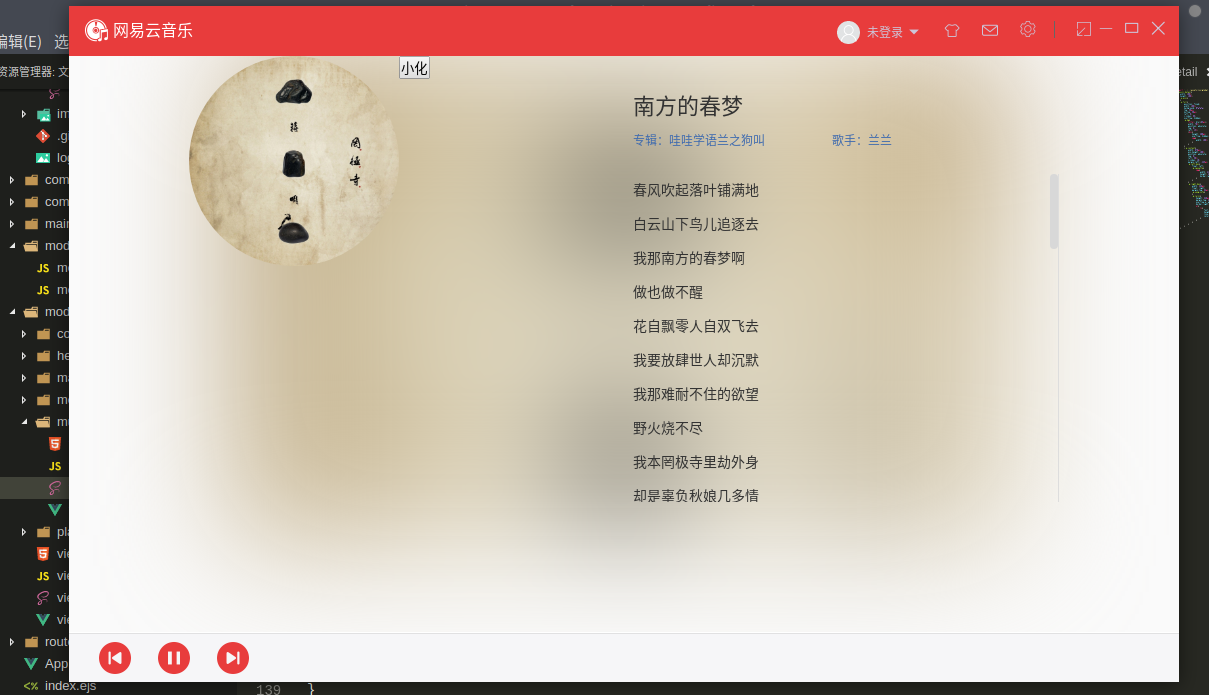 网易云音乐
未登录
编辑(E) 选
资源管理器: 文
etail
im
.g
lo
com
com
main
mod
JS m
JS m
mod
co
he
ma
m
mu
JS
pl
vie
JS vie
vie
vie
rout
App
<% index.ejs
小化
南方的春梦
专辑：哇哇学语兰之狗叫 歌手：兰兰
春风吹起落叶铺满地
白云山下鸟儿追逐去
我那南方的春梦啊
做也做不醒
花自飘零人自双飞去
我要放肆世人却沉默
我那难耐不住的欲望
野火烧不尽
我本罔极寺里劫外身
却是辜负秋娘几多情
罔極寺
139 }